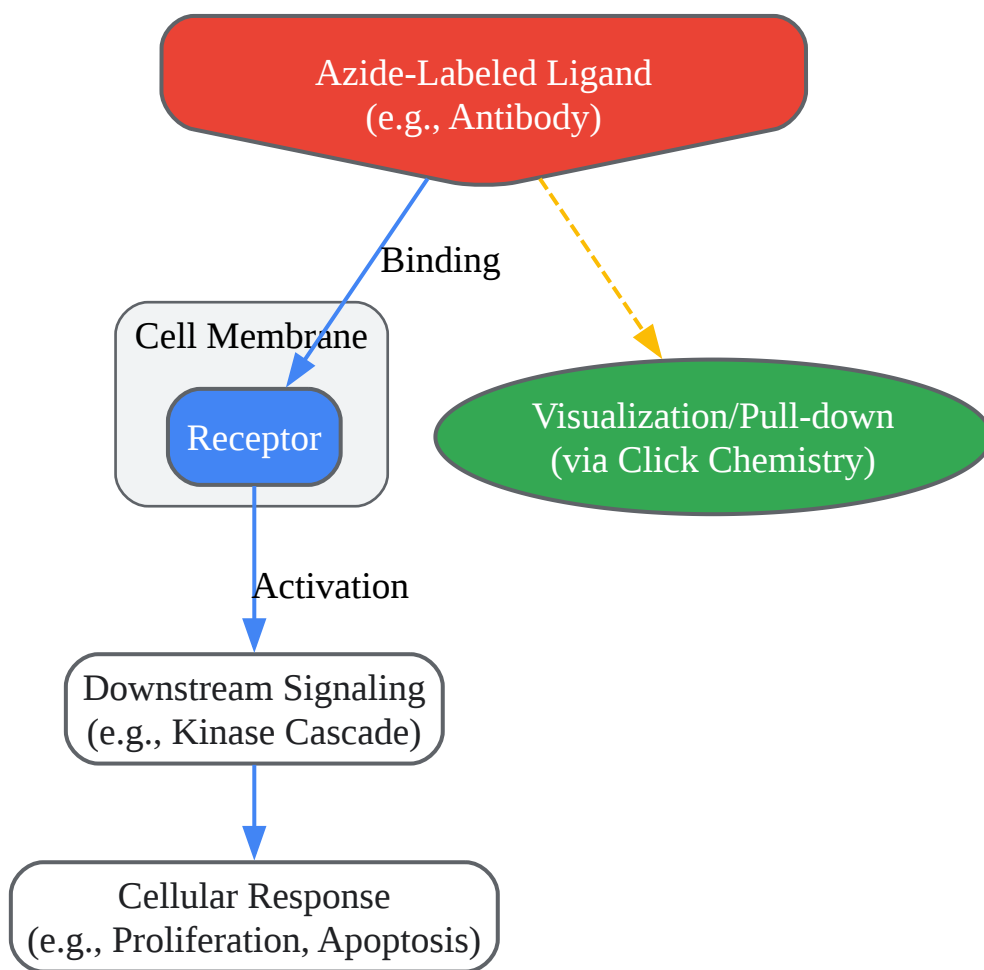 Azide-Labeled Ligand
(e.g., Antibody)
Binding
Cell Membrane
Receptor
Visualization/Pull-down
(via Click Chemistry)
Activation
Downstream Signaling
(e.g., Kinase Cascade)
Cellular Response
(e.g., Proliferation, Apoptosis)